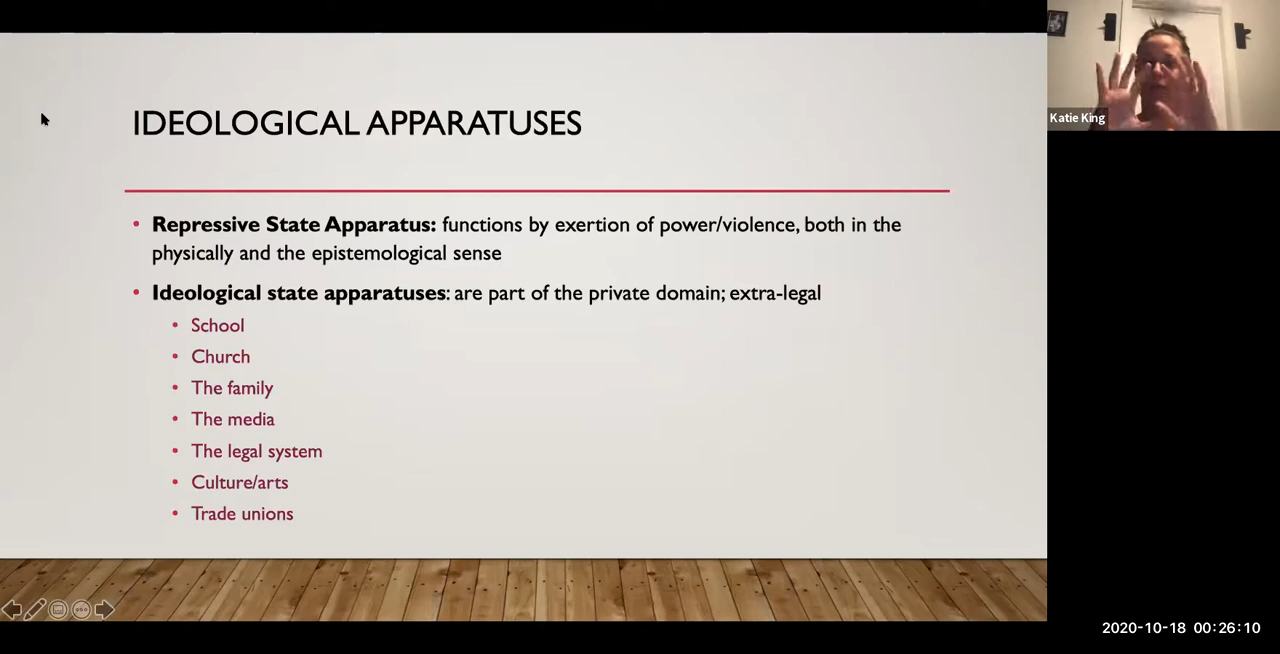 IDEOLOGICAL APPARATUSES
• Repressive State Apparatus: functions by exertion of power/violence, both in the
physically and the epistemological sense
• Ideological state apparatuses: are part of the private domain; extra-legal
• School
• Church
• The family
• The media
• The legal system
• Culture/arts
• Trade unions
Katie King
2020-10-18 00:26:10